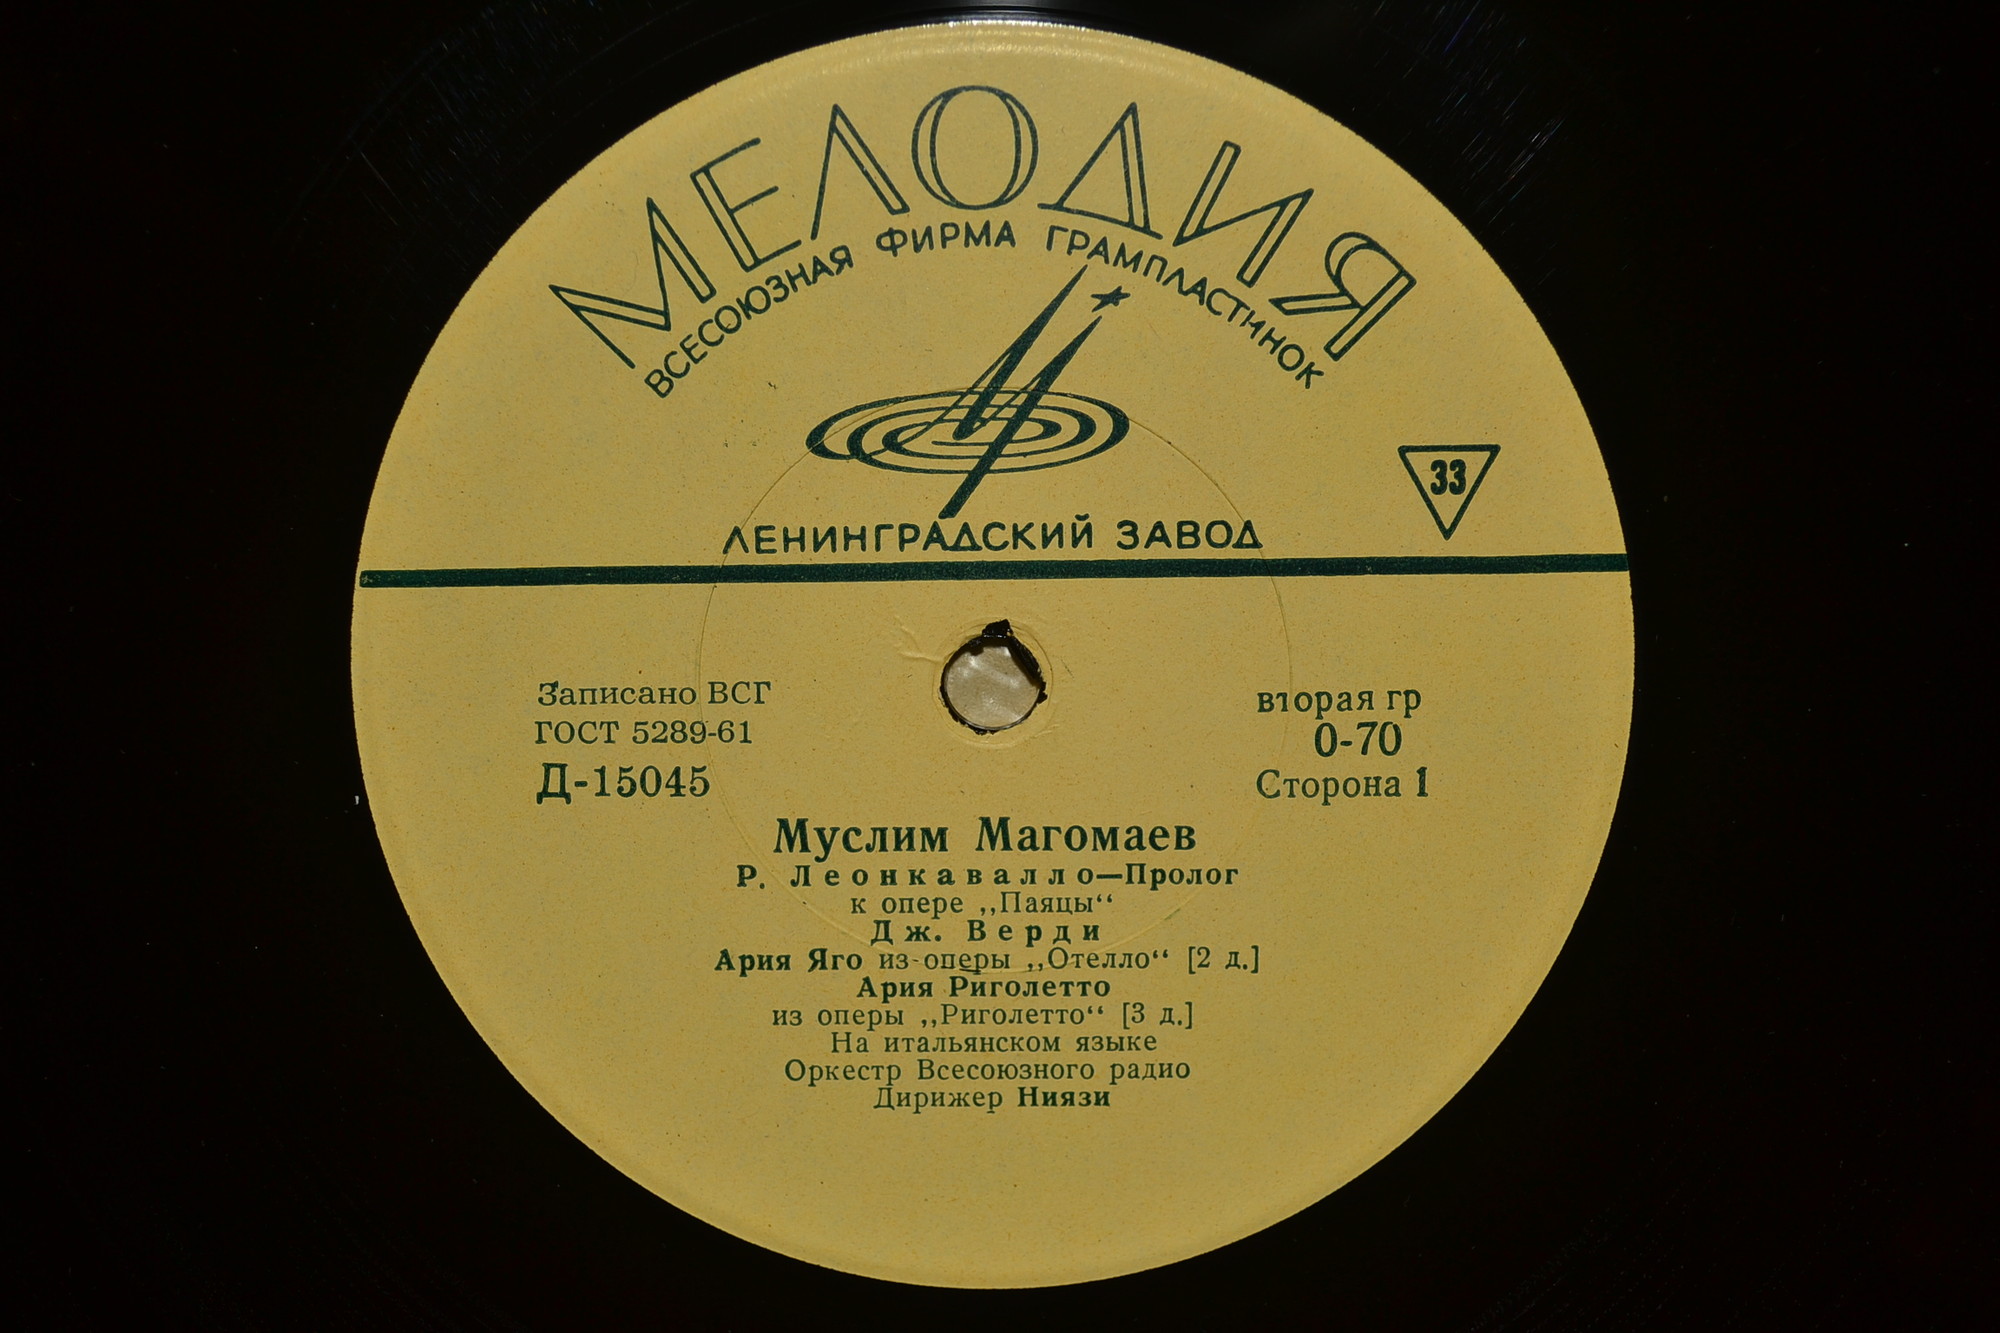 МЕЛОДИЯ
ВСЕСОЮЗНАЯ ФИРМА ГРАМПЛАСТИНОК
33
ЛЕНИНГРАДСКИЙ ЗАВОД
Записано ВСГ
ГОСТ 5289-61
Д-15045
вторая гр
0-70
Сторона 1
Муслим Магомаев
Р. Леонкавалло—Пролог
к опере „Паяцы“
Дж. Верди
Ария Яго из оперы „Отелло“ [2 д.]
Ария Риголетто
из оперы „Риголетто“ [3 д.]
На итальянском языке
Оркестр Всесоюзного радио
Дирижер Ниязи